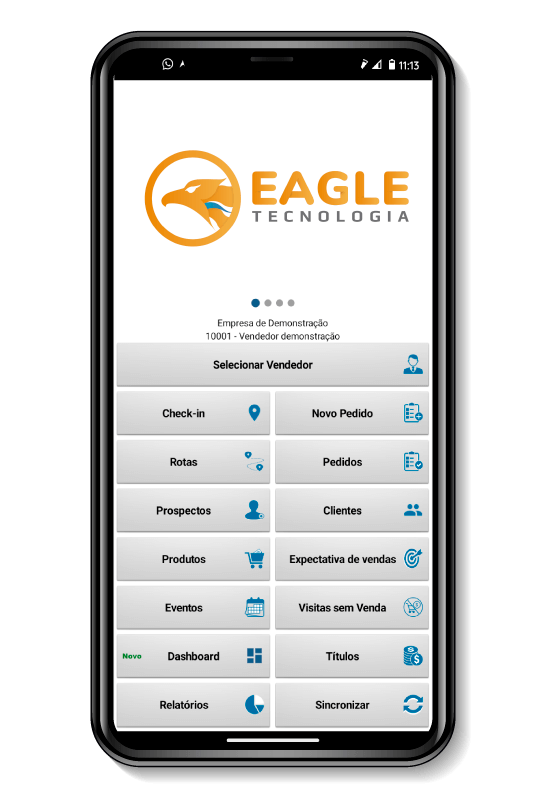 11:13
EAGLE
TECNOLOGIA
Empresa de Demonstração
10001 - Vendedor demonstração
Selecionar Vendedor
Check-in
Novo Pedido
Rotas
Pedidos
Prospectos
Clientes
Produtos
Expectativa de vendas
Eventos
Visitas sem Venda
Novo Dashboard
Títulos
Relatórios
Sincronizar